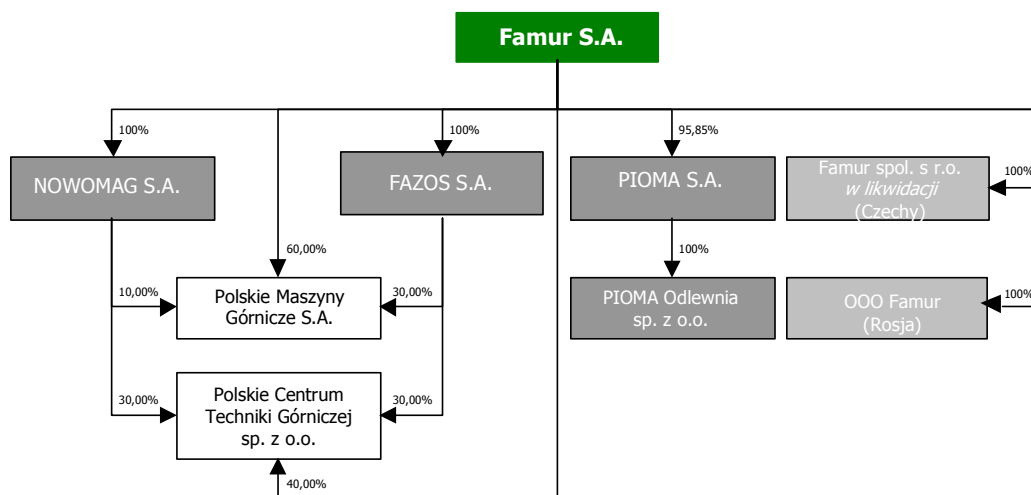 Famur S.A.
100%
100%
95,85%
NOWOMAG S.A.
FAZOS S.A.
PIOMA S.A.
Famur spol. s r.o.
w likwidacji
(Czechy)
100%
60,00%
100%
10,00%
Polskie Maszyny
Górnicze S.A.
30,00%
PIOMA Odlewnia
sp. z o.o.
OOO Famur
(Rosja)
100%
30,00%
Polskie Centrum
Techniki Górniczej
sp. z o.o.
30,00%
40,00%